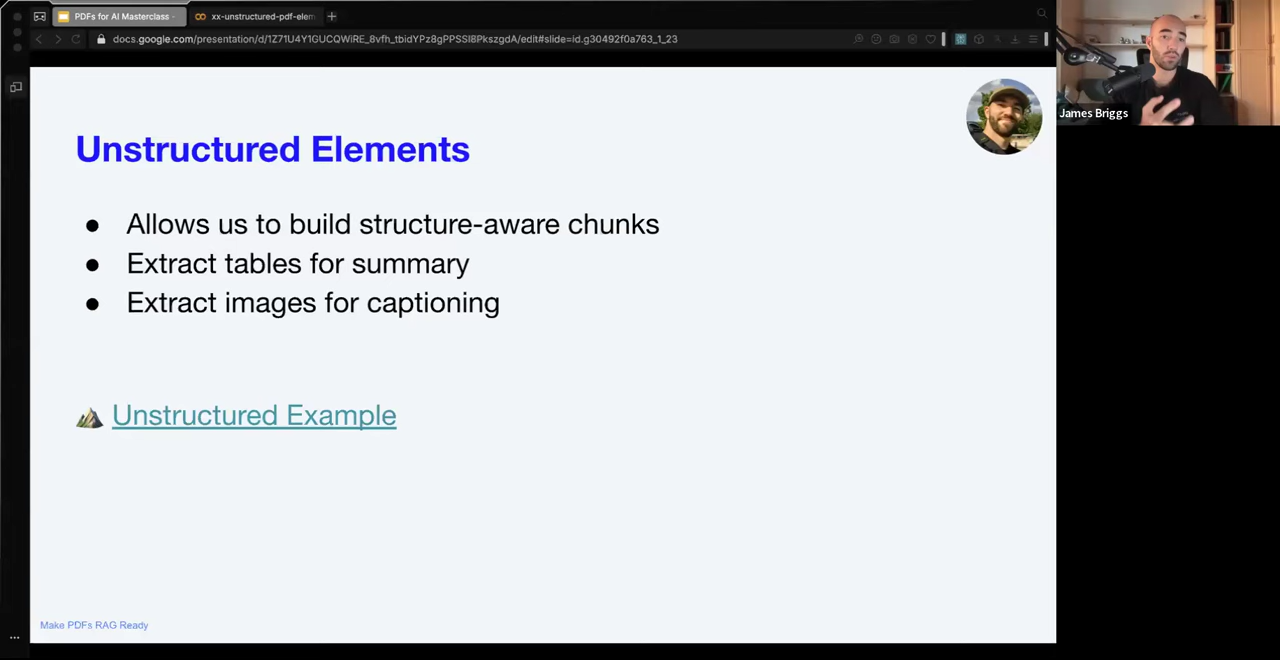 PDFs for AI Masterclass -
xx-unstructured-pdf-elem
docs.google.com/presentation/d/1Z71U4Y1GUCQWiRE_8vfh_tbidYPz8gPPSSl8PkszgdA/edit#slide=id.g30492f0a763_1_23
James Briggs
Unstructured Elements
● Allows us to build structure-aware chunks
● Extract tables for summary
● Extract images for captioning
Unstructured Example
Make PDFs RAG Ready